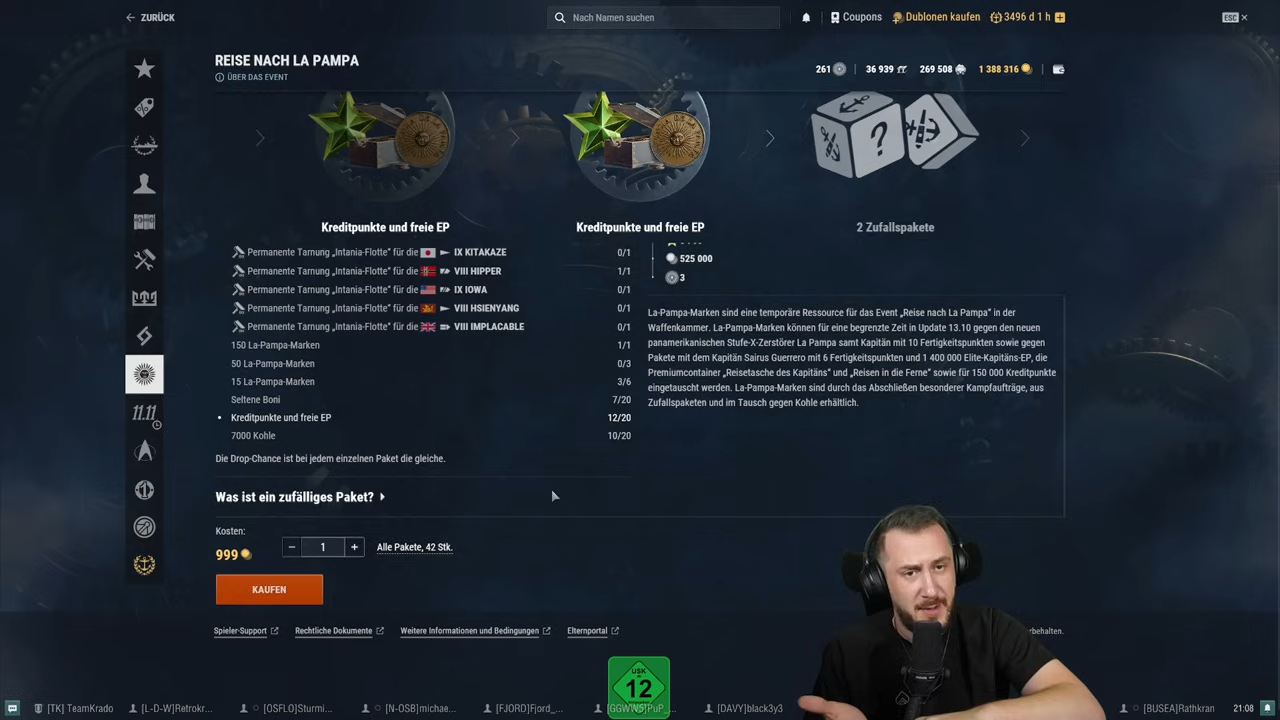 ZURÜCK
Nach Namen suchen
Coupons
Dublonen kaufen
3496 d 1 h
ESC
REISE NACH LA PAMPA
ÜBER DAS EVENT
261
36 939
269 508
1 388 316
?
Kreditpunkte und freie EP
Kreditpunkte und freie EP
2 Zufallspakete
Permanente Tarnung „Intania-Flotte“ für die IX KITAKAZE 0/1
Permanente Tarnung „Intania-Flotte“ für die VIII HIPPER 1/1
Permanente Tarnung „Intania-Flotte“ für die IX IOWA 0/1
Permanente Tarnung „Intania-Flotte“ für die VIII HSIENYANG 0/1
Permanente Tarnung „Intania-Flotte“ für die VIII IMPLACABLE 0/1
150 La-Pampa-Marken 1/1
50 La-Pampa-Marken 0/3
15 La-Pampa-Marken 3/6
Seltene Boni 7/20
• Kreditpunkte und freie EP 12/20
7000 Kohle 10/20
Die Drop-Chance ist bei jedem einzelnen Paket die gleiche.
525 000
3
La-Pampa-Marken sind eine temporäre Ressource für das Event „Reise nach La Pampa“ in der
Waffenkammer. La-Pampa-Marken können für eine begrenzte Zeit in Update 13.10 gegen den neuen
panamerikanischen Stufe-X-Zerstörer La Pampa samt Kapitän mit 10 Fertigkeitspunkten sowie gegen
Pakete mit dem Kapitän Sairus Guerrero mit 6 Fertigkeitspunkten und 1 400 000 Elite-Kapitäns-EP, die
Premiumcontainer „Reisetasche des Kapitäns“ und „Reisen in die Ferne“ sowie für 150 000 Kreditpunkte
eingetauscht werden. La-Pampa-Marken sind durch das Abschließen besonderer Kampfaufträge, aus
Zufallspaketen und im Tausch gegen Kohle erhältlich.
11.11
Was ist ein zufälliges Paket?
Kosten:
999
− 1 +
Alle Pakete, 42 Stk.
KAUFEN
Spieler-Support
Rechtliche Dokumente
Weitere Informationen und Bedingungen
Elternportal
rbehalten.
USK
12
[TK] TeamKrado
[L-D-W]Retrokr...
[OSFLO]Sturmi...
[N-OSB]michae...
[FJORD]Fjord_...
[DAVY]black3y3
[BUSEA]Rathkran
21:08